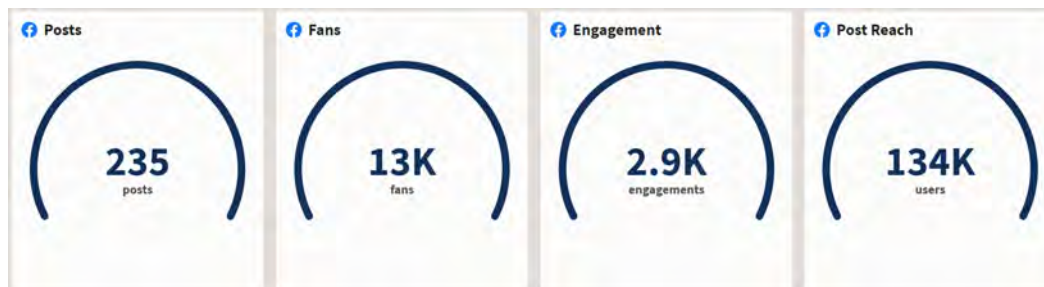 Posts
235
posts
Fans
13K
fans
Engagement
2.9K
engagements
Post Reach
134K
users